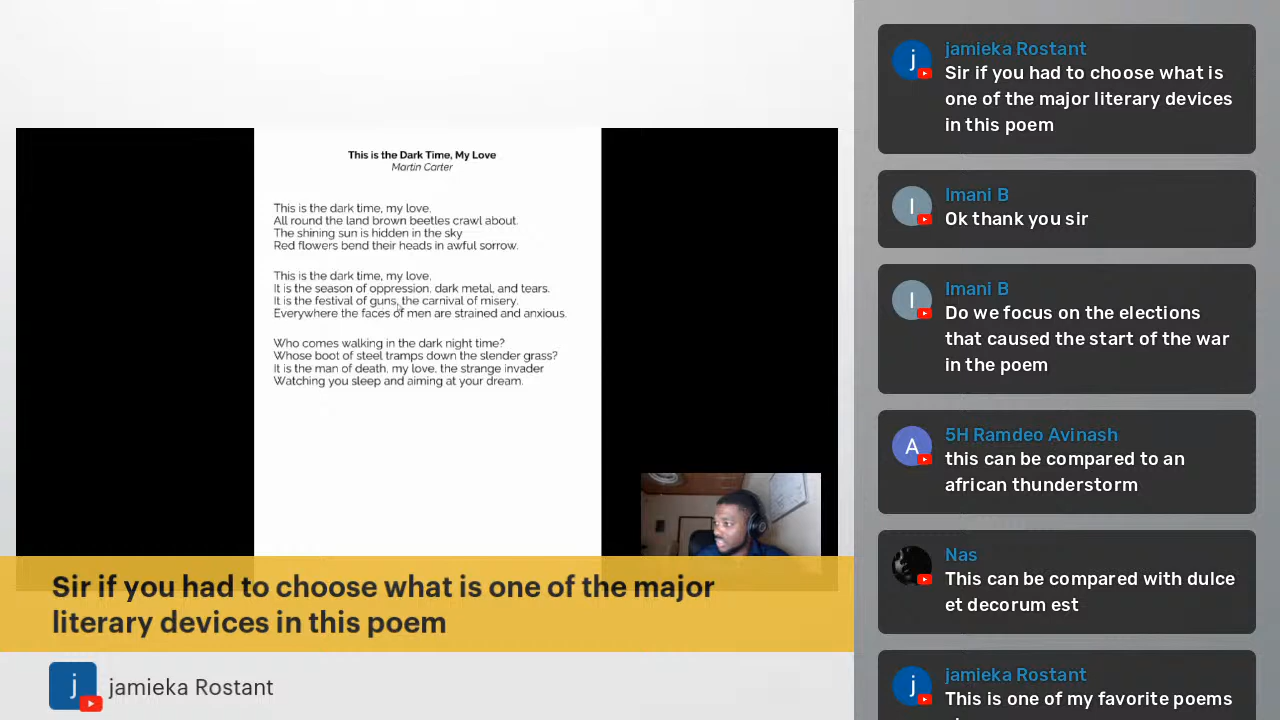 This is the Dark Time, My Love
Martin Carter
This is the dark time, my love,
All round the land brown beetles crawl about.
The shining sun is hidden in the sky
Red flowers bend their heads in awful sorrow.
This is the dark time, my love,
It is the season of oppression, dark metal, and tears.
It is the festival of guns, the carnival of misery.
Everywhere the faces of men are strained and anxious.
Who comes walking in the dark night time?
Whose boot of steel tramps down the slender grass?
It is the man of death, my love, the strange invader
Watching you sleep and aiming at your dream.
Sir if you had to choose what is one of the major
literary devices in this poem
j
jamieka Rostant
j
jamieka Rostant
Sir if you had to choose what is
one of the major literary devices
in this poem
I
Imani B
Ok thank you sir
I
Imani B
Do we focus on the elections
that caused the start of the war
in the poem
A
5H Ramdeo Avinash
this can be compared to an
african thunderstorm
Nas
This can be compared with dulce
et decorum est
j
jamieka Rostant
This is one of my favorite poems